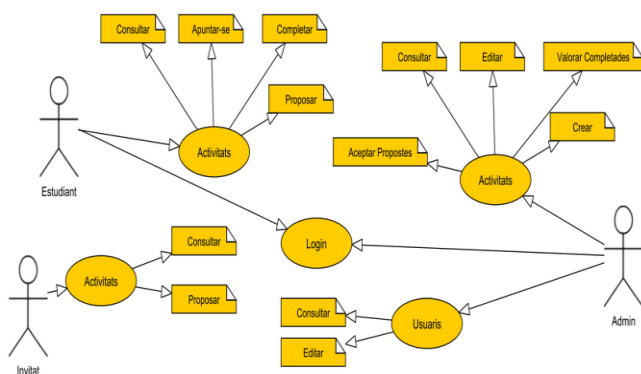 Consultar
Apuntar-se
Completar
Proposar
Activitats
Estudiant
Consultar
Editar
Valorar Completades
Crear
Aceptar Propostes
Activitats
Login
Consultar
Activitats
Proposar
Invitat
Consultar
Editar
Usuaris
Admin